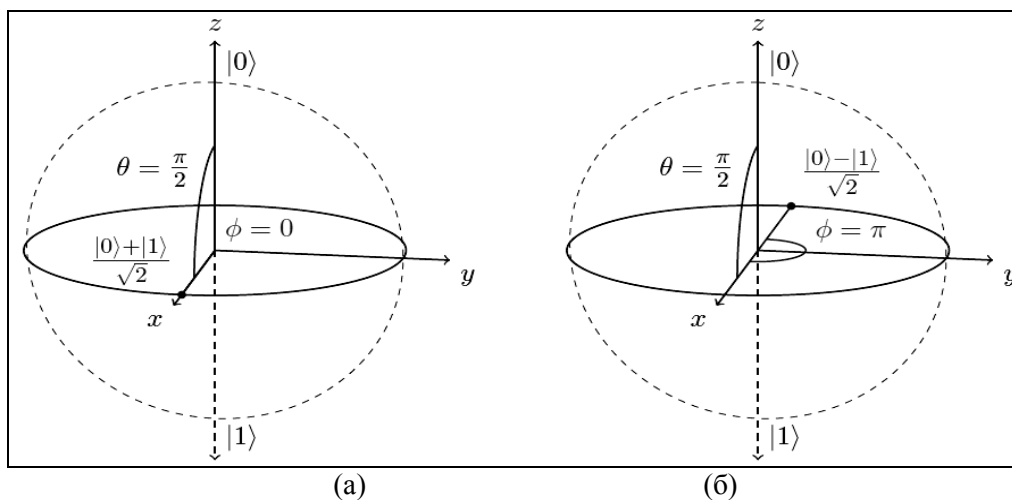 z z
|0⟩ |0⟩
θ = π/2 θ = π/2 |0⟩−|1⟩/√2
|0⟩+|1⟩/√2 ϕ = 0 ϕ = π
y y
x x
|1⟩ |1⟩
(а) (б)